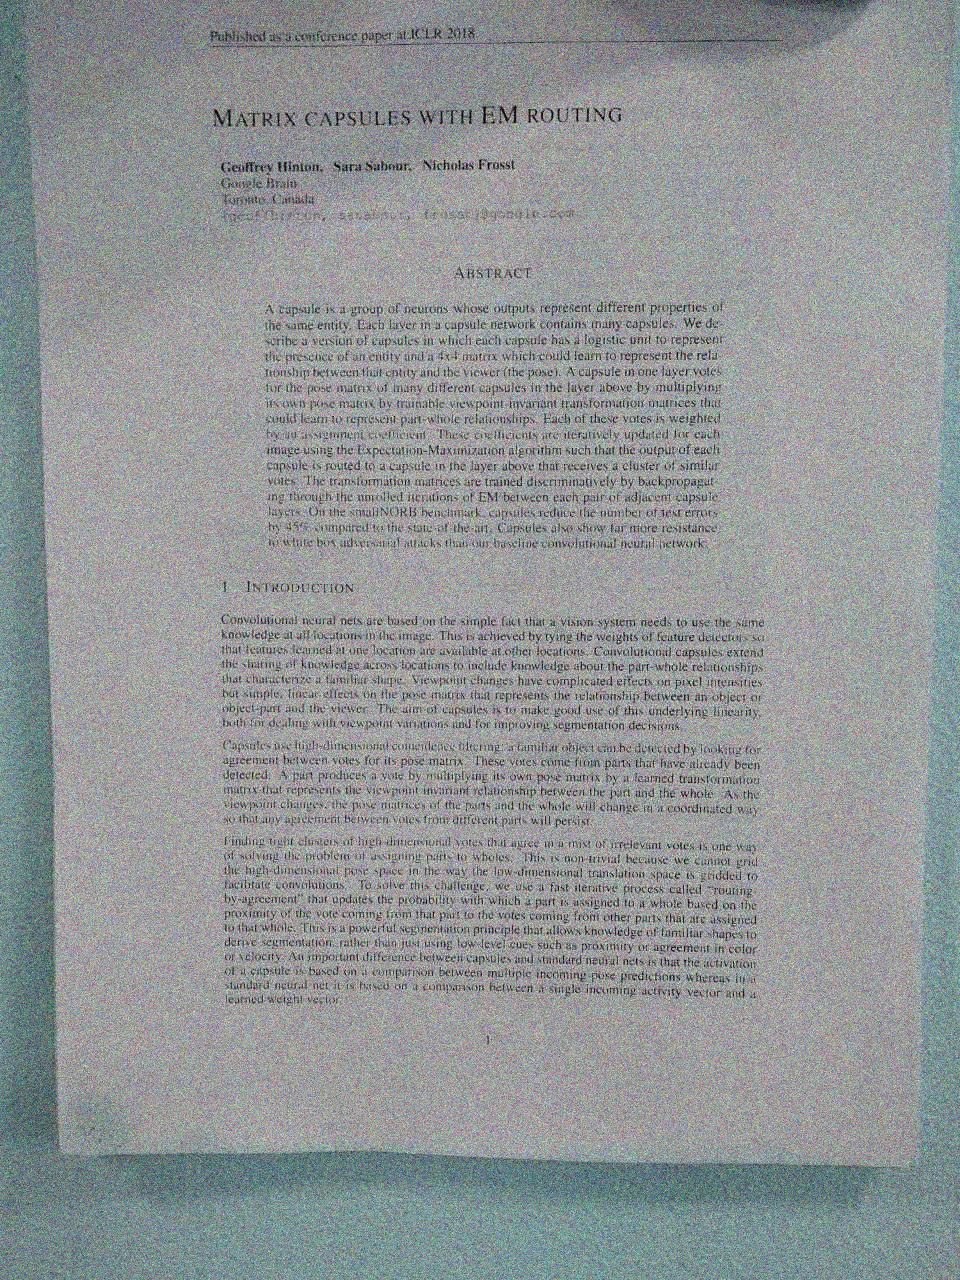 Published as a conference paper at ICLR 2018
MATRIX CAPSULES WITH EM ROUTING
Geoffrey Hinton, Sara Sabour, Nicholas Frosst
Google Brain
Toronto, Canada
{geoffhinton, sasabour, frosst}@google.com
ABSTRACT
A capsule is a group of neurons whose outputs represent different properties of
the same entity. Each layer in a capsule network contains many capsules. We de-
scribe a version of capsules in which each capsule has a logistic unit to represent
the presence of an entity and a 4x4 matrix which could learn to represent the rela-
tionship between that entity and the viewer (the pose). A capsule in one layer votes
for the pose matrix of many different capsules in the layer above by multiplying
its own pose matrix by trainable viewpoint-invariant transformation matrices that
could learn to represent part-whole relationships. Each of these votes is weighted
by an assignment coefficient. These coefficients are iteratively updated for each
image using the Expectation-Maximization algorithm such that the output of each
capsule is routed to a capsule in the layer above that receives a cluster of similar
votes. The transformation matrices are trained discriminatively by backpropagat-
ing through the unrolled iterations of EM between each pair of adjacent capsule
layers. On the smallNORB benchmark, capsules reduce the number of test errors
by 45% compared to the state-of-the-art. Capsules also show far more resistance
to white box adversarial attacks than our baseline convolutional neural network.
1 INTRODUCTION
Convolutional neural nets are based on the simple fact that a vision system needs to use the same
knowledge at all locations in the image. This is achieved by tying the weights of feature detectors so
that features learned at one location are available at other locations. Convolutional capsules extend
the sharing of knowledge across locations to include knowledge about the part-whole relationships
that characterize a familiar shape. Viewpoint changes have complicated effects on pixel intensities
but simple, linear effects on the pose matrix that represents the relationship between an object or
object-part and the viewer. The aim of capsules is to make good use of this underlying linearity,
both for dealing with viewpoint variations and for improving segmentation decisions.
Capsules use high-dimensional coincidence filtering: a familiar object can be detected by looking for
agreement between votes for its pose matrix. These votes come from parts that have already been
detected. A part produces a vote by multiplying its own pose matrix by a learned transformation
matrix that represents the viewpoint invariant relationship between the part and the whole. As the
viewpoint changes, the pose matrices of the parts and the whole will change in a coordinated way
so that any agreement between votes from different parts will persist.
Finding tight clusters of high-dimensional votes that agree in a mist of irrelevant votes is one way
of solving the problem of assigning parts to wholes. This is non-trivial because we cannot grid
the high-dimensional pose space in the way the low-dimensional translation space is gridded to
facilitate convolutions. To solve this challenge, we use a fast iterative process called "routing-
by-agreement" that updates the probability with which a part is assigned to a whole based on the
proximity of the vote coming from that part to the votes coming from other parts that are assigned
to that whole. This is a powerful segmentation principle that allows knowledge of familiar shapes to
derive segmentation, rather than just using low-level cues such as proximity or agreement in color
or velocity. An important difference between capsules and standard neural nets is that the activation
of a capsule is based on a comparison between multiple incoming pose predictions whereas in a
standard neural net it is based on a comparison between a single incoming activity vector and a
learned weight vector.
1